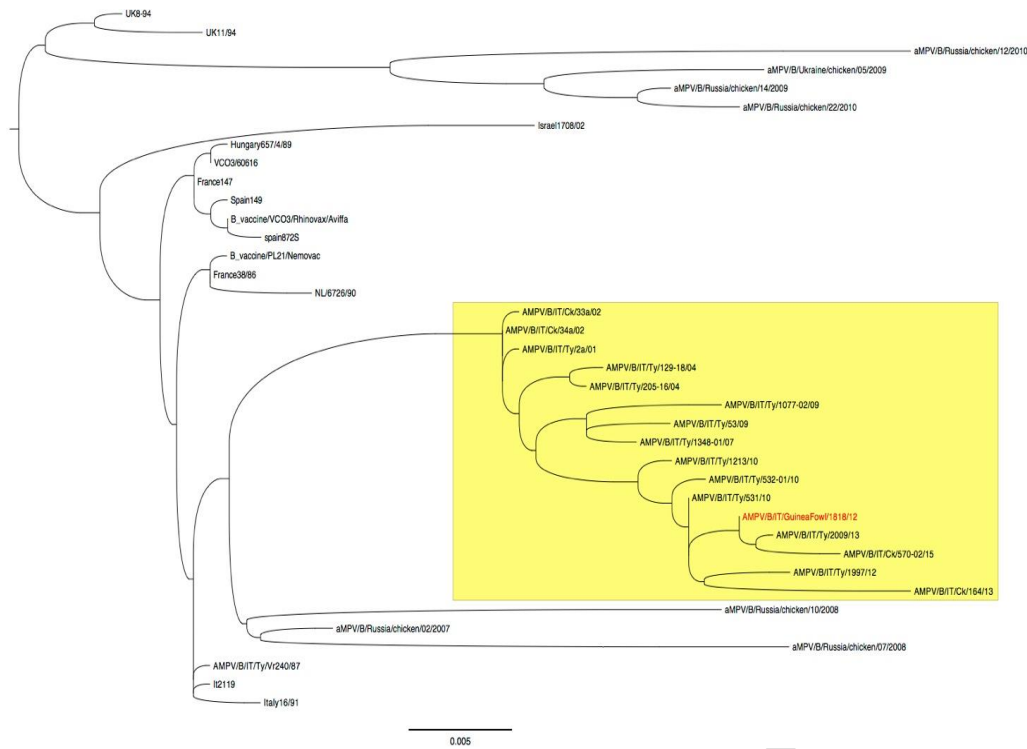 UK8-94
UK11/94
aMPV/B/Russia/chicken/12/2010
aMPV/B/Ukraine/chicken/05/2009
aMPV/B/Russia/chicken/14/2009
aMPV/B/Russia/chicken/22/2010
Israel1708/02
Hungary657/4/89
VCO3/60616
France147
Spain149
B_vaccine/VCO3/Rhinovax/Aviffa
spain872S
B_vaccine/PL21/Nemovac
France38/86
NL/6726/90
AMPV/B/IT/Ck/33a/02
AMPV/B/IT/Ck/34a/02
AMPV/B/IT/Ty/2a/01
AMPV/B/IT/Ty/129-18/04
AMPV/B/IT/Ty/205-16/04
AMPV/B/IT/Ty/1077-02/09
AMPV/B/IT/Ty/53/09
AMPV/B/IT/Ty/1348-01/07
AMPV/B/IT/Ty/1213/10
AMPV/B/IT/Ty/532-01/10
AMPV/B/IT/Ty/531/10
AMPV/B/IT/GuineaFowl/1818/12
AMPV/B/IT/Ty/2009/13
AMPV/B/IT/Ck/570-02/15
AMPV/B/IT/Ty/1997/12
AMPV/B/IT/Ck/164/13
aMPV/B/Russia/chicken/10/2008
aMPV/B/Russia/chicken/02/2007
aMPV/B/Russia/chicken/07/2008
AMPV/B/IT/Ty/Vr240/87
It2119
Italy16/91
0.005